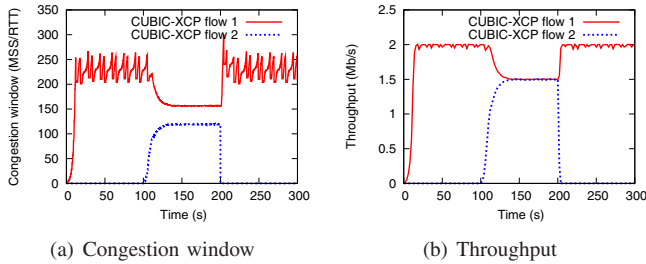 CUBIC-XCP flow 1
CUBIC-XCP flow 2
Congestion window (MSS/RTT)
350
300
250
200
150
100
50
0
0 50 100 150 200 250 300
Time (s)
(a) Congestion window
CUBIC-XCP flow 1
CUBIC-XCP flow 2
Throughput (Mb/s)
2.5
2
1.5
1
0.5
0
0 50 100 150 200 250 300
Time (s)
(b) Throughput